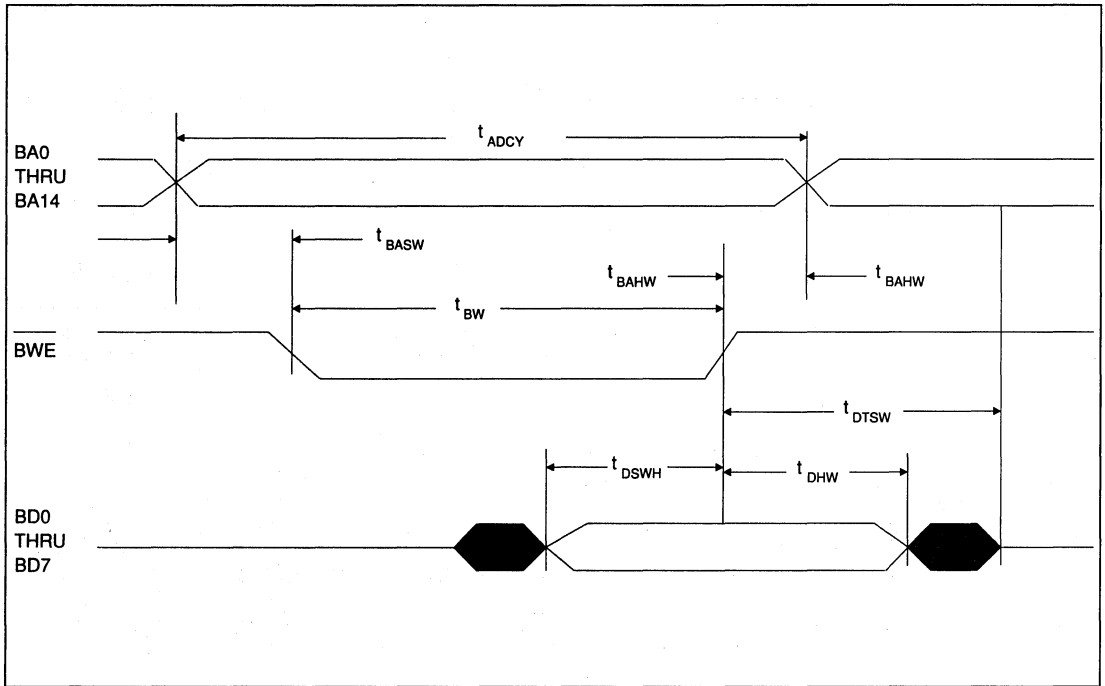 t ADCY
BA0
THRU
BA14
t BASW
t BAHW
t BAHW
t BW
BWE
t DTSW
t DSWH
t DHW
BD0
THRU
BD7